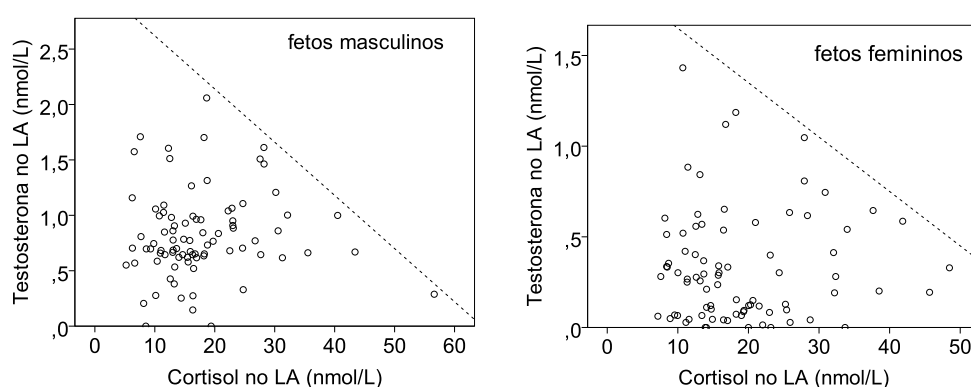 fetos masculinos
Testosterona no LA (nmol/L)
2,5
2,0
1,5
1,0
,5
,0
0 10 20 30 40 50 60
Cortisol no LA (nmol/L)
fetos femininos
Testosterona no LA (nmol/L)
1,5
1,0
,5
,0
0 10 20 30 40 50
Cortisol no LA (nmol/L)